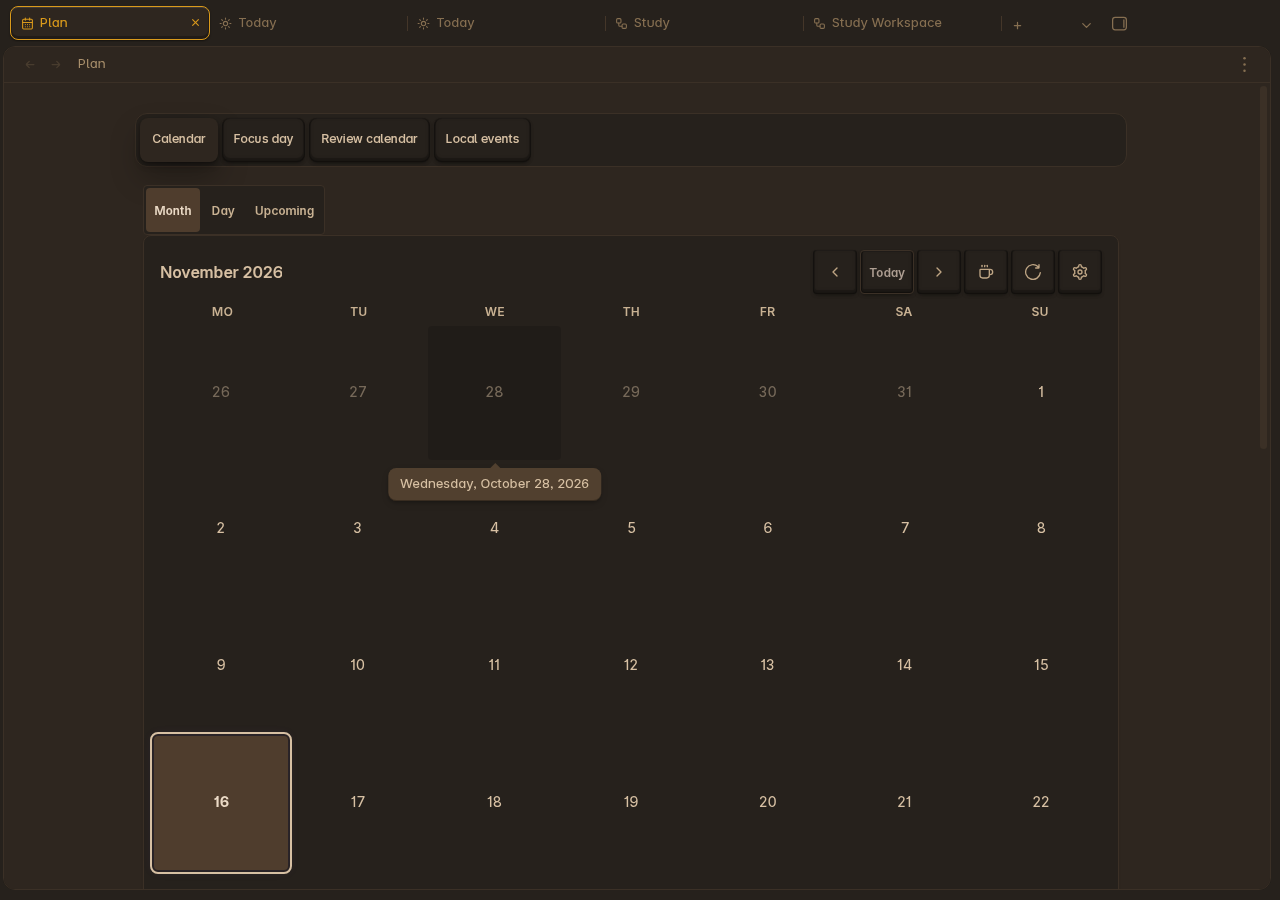 Plan
Today
Today
Study
Study Workspace
Plan
Calendar
Focus day
Review calendar
Local events
Month
Day
Upcoming
November 2026
Today
MO TU WE TH FR SA SU
26 27 28 29 30 31 1
Wednesday, October 28, 2026
2 3 4 5 6 7 8
9 10 11 12 13 14 15
16 17 18 19 20 21 22